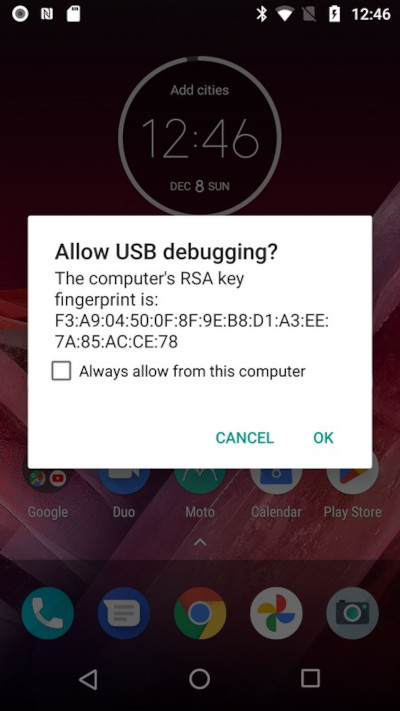 12:46
Add cities
12:46
DEC 8 SUN
Allow USB debugging?
The computer's RSA key
fingerprint is:
F3:A9:04:50:0F:8F:9E:B8:D1:A3:EE:
7A:85:AC:CE:78
Always allow from this computer
CANCEL OK
8
Google Duo Moto Calendar Play Store